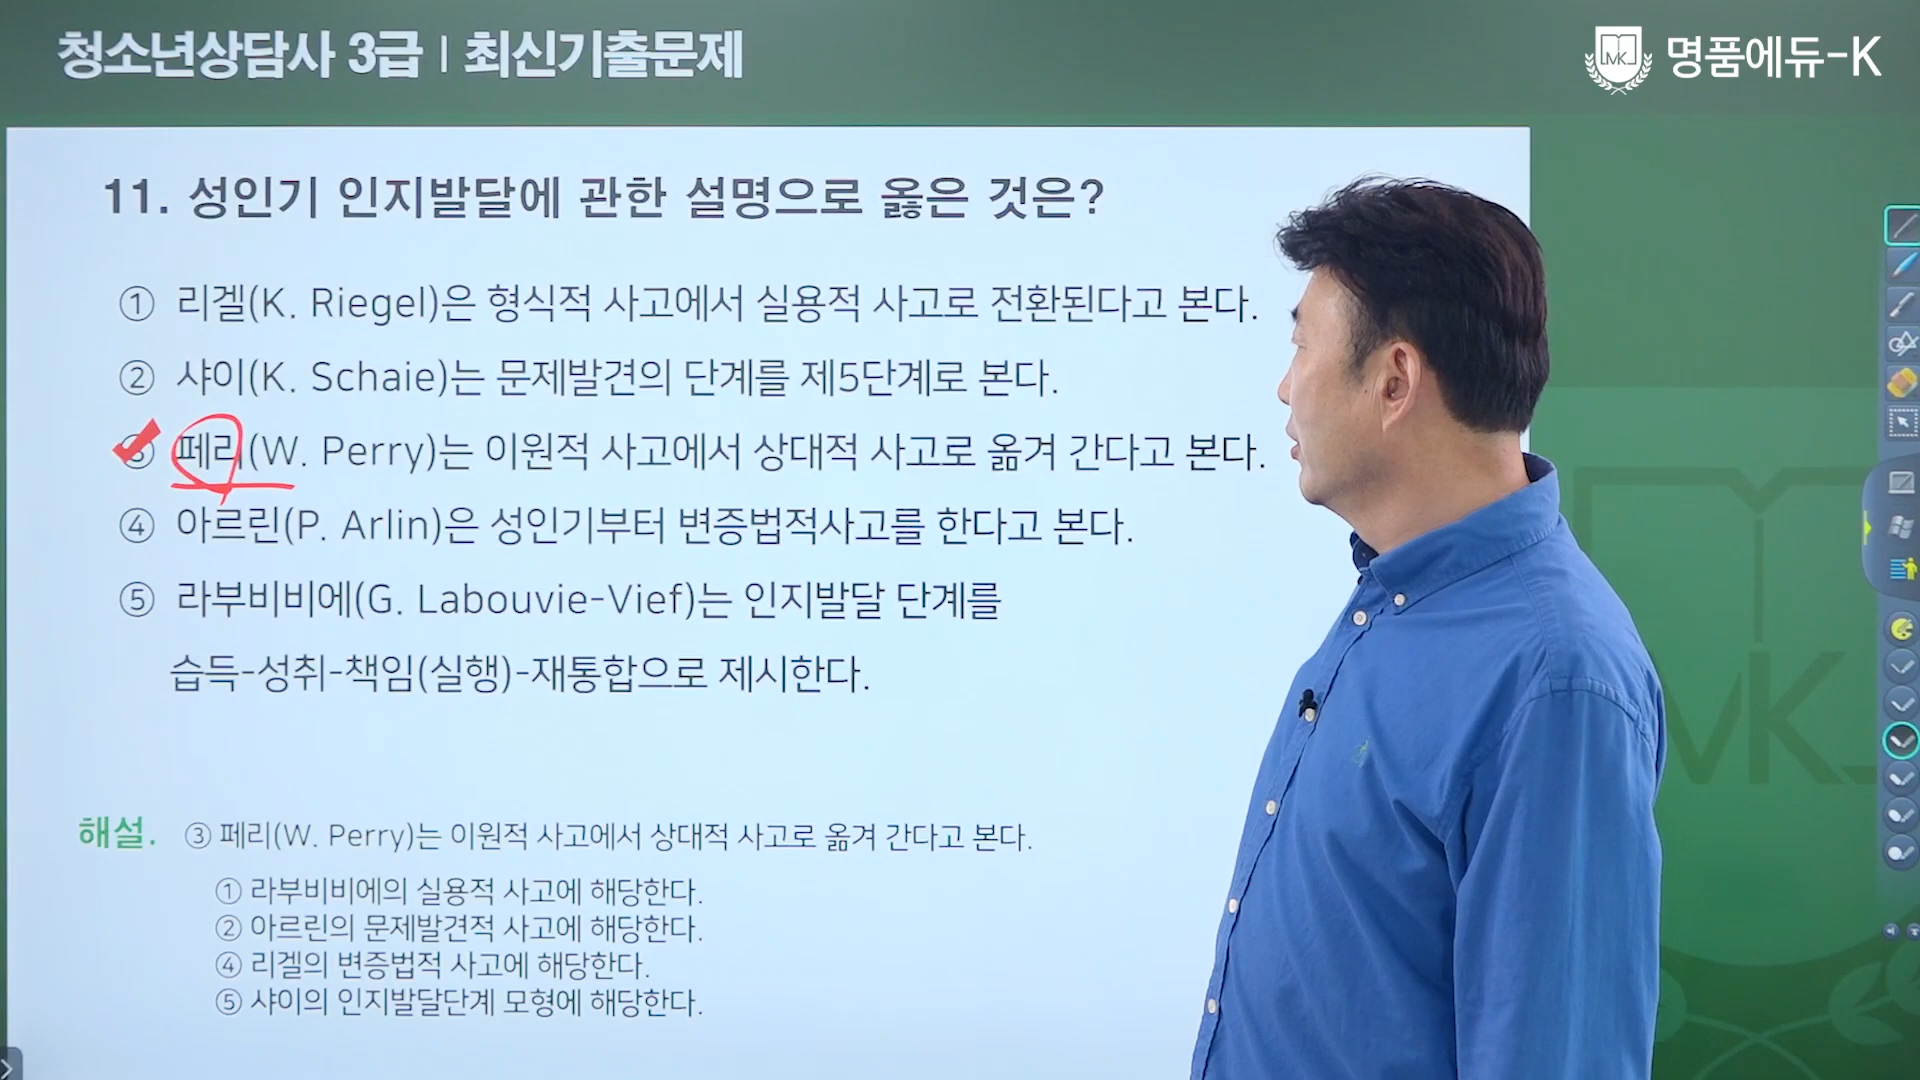 청소년상담사 3급 | 최신기출문제
MK 명품에듀-K
11. 성인기 인지발달에 관한 설명으로 옳은 것은?
① 리겔(K. Riegel)은 형식적 사고에서 실용적 사고로 전환된다고 본다.
② 샤이(K. Schaie)는 문제발견의 단계를 제5단계로 본다.
③ 페리(W. Perry)는 이원적 사고에서 상대적 사고로 옮겨 간다고 본다.
④ 아르린(P. Arlin)은 성인기부터 변증법적사고를 한다고 본다.
⑤ 라부비비에(G. Labouvie-Vief)는 인지발달 단계를
습득-성취-책임(실행)-재통합으로 제시한다.
해설. ③ 페리(W. Perry)는 이원적 사고에서 상대적 사고로 옮겨 간다고 본다.
① 라부비비에의 실용적 사고에 해당한다.
② 아르린의 문제발견적 사고에 해당한다.
④ 리겔의 변증법적 사고에 해당한다.
⑤ 샤이의 인지발달단계 모형에 해당한다.
MK